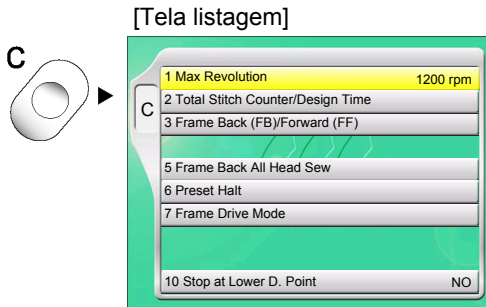 [Tela listagem]
C
C
1 Max Revolution 1200 rpm
2 Total Stitch Counter/Design Time
3 Frame Back (FB)/Forward (FF)
5 Frame Back All Head Sew
6 Preset Halt
7 Frame Drive Mode
10 Stop at Lower D. Point NO